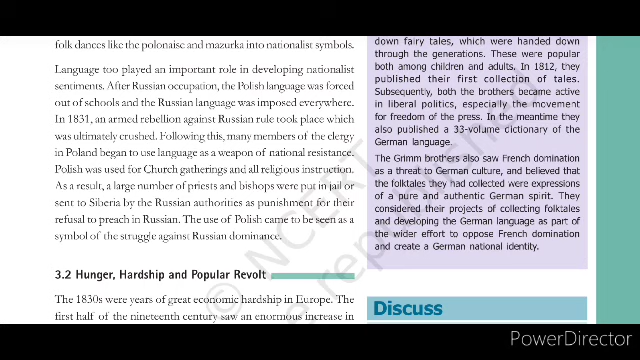 folk dances like the polonaise and mazurka into nationalist symbols.
Language too played an important role in developing nationalist
sentiments. After Russian occupation, the Polish language was forced
out of schools and the Russian language was imposed everywhere.
In 1831, an armed rebellion against Russian rule took place which
was ultimately crushed. Following this, many members of the clergy
in Poland began to use language as a weapon of national resistance.
Polish was used for Church gatherings and all religious instruction.
As a result, a large number of priests and bishops were put in jail or
sent to Siberia by the Russian authorities as punishment for their
refusal to preach in Russian. The use of Polish came to be seen as a
symbol of the struggle against Russian dominance.
3.2 Hunger, Hardship and Popular Revolt
The 1830s were years of great economic hardship in Europe. The
first half of the nineteenth century saw an enormous increase in
down fairy tales, which were handed down
through the generations. These were popular
both among children and adults. In 1812, they
published their first collection of tales.
Subsequently, both the brothers became active
in liberal politics, especially the movement
for freedom of the press. In the meantime they
also published a 33-volume dictionary of the
German language.
The Grimm brothers also saw French domination
as a threat to German culture, and believed that
the folktales they had collected were expressions
of a pure and authentic German spirit. They
considered their projects of collecting folktales
and developing the German language as part of
the wider effort to oppose French domination
and create a German national identity.
Discuss
© NCERT
republished
PowerDirector